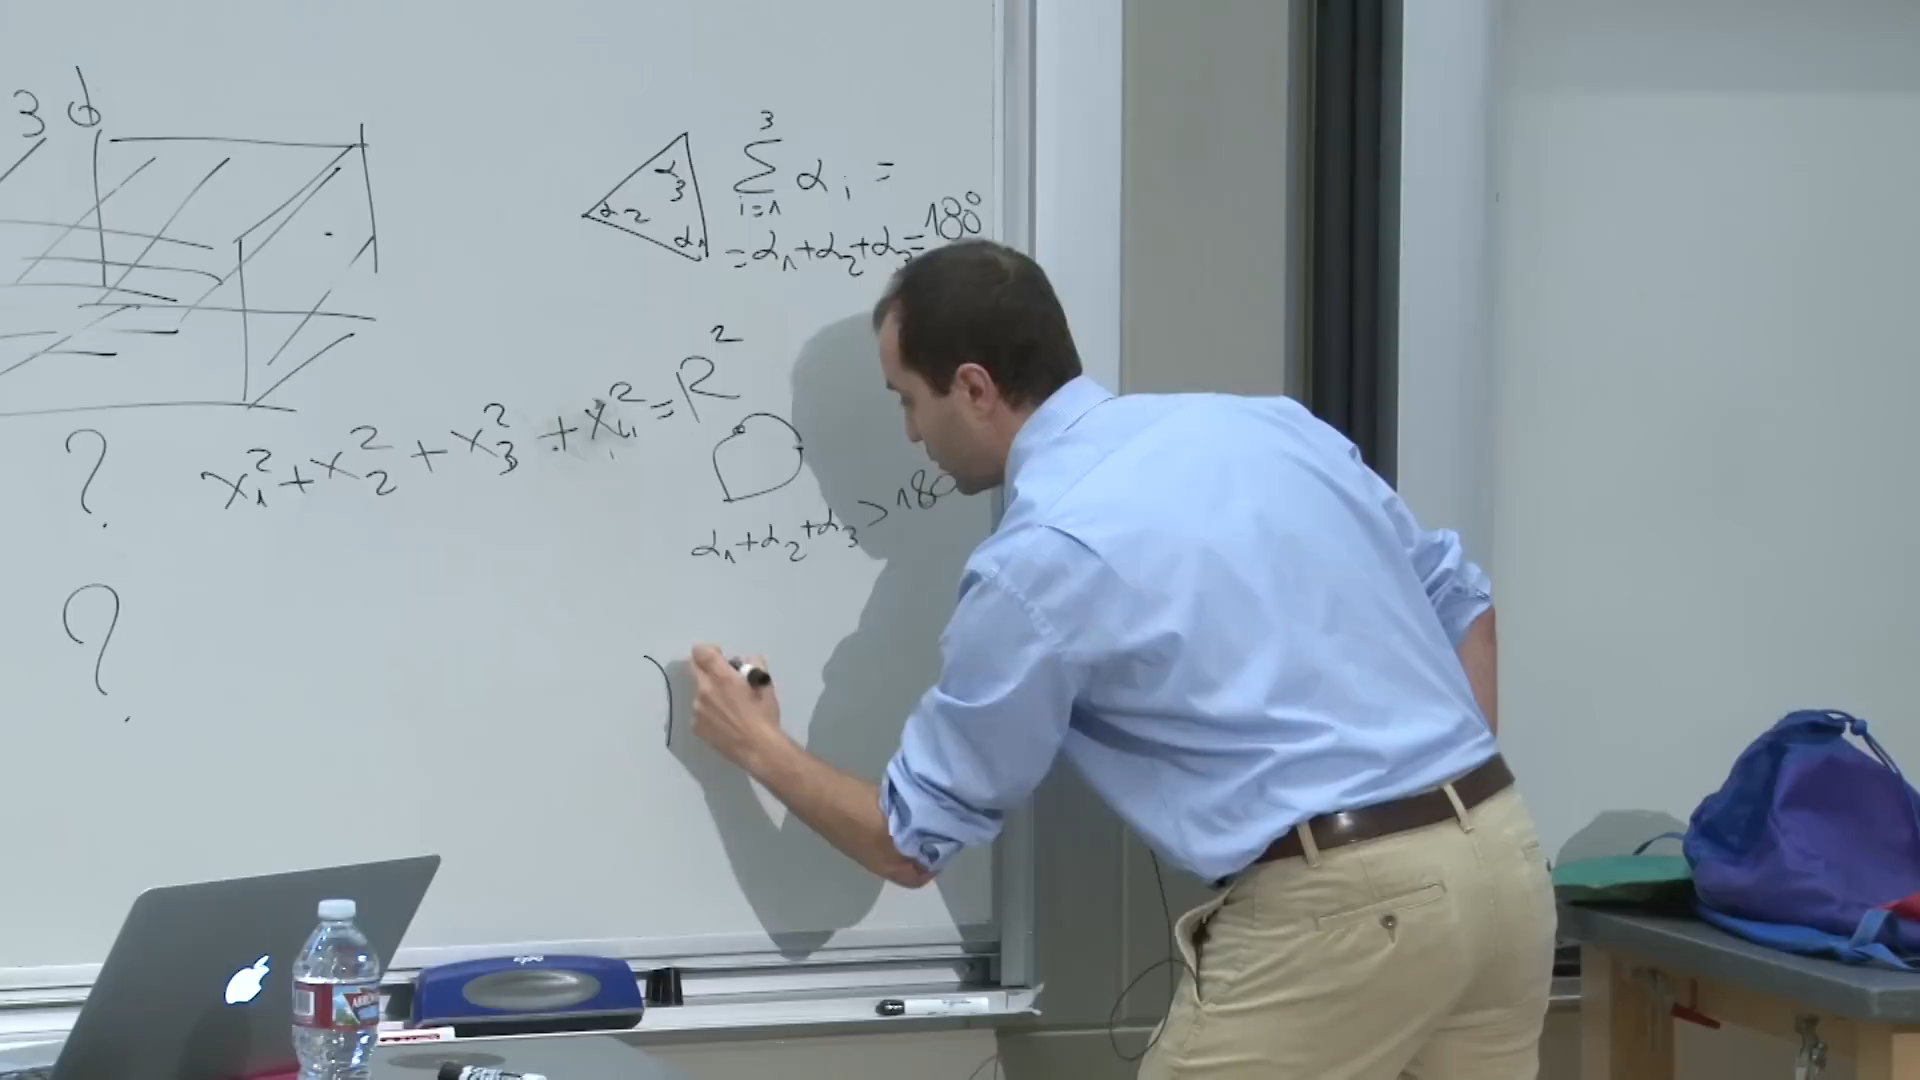 3 d
α₃
α₂
α₁
3
∑ αᵢ =
i=1
= α₁+α₂+α₃=180°
x₁²+x₂²+x₃²+x₄²=R²
α₁+α₂+α₃>180
?
?
expo